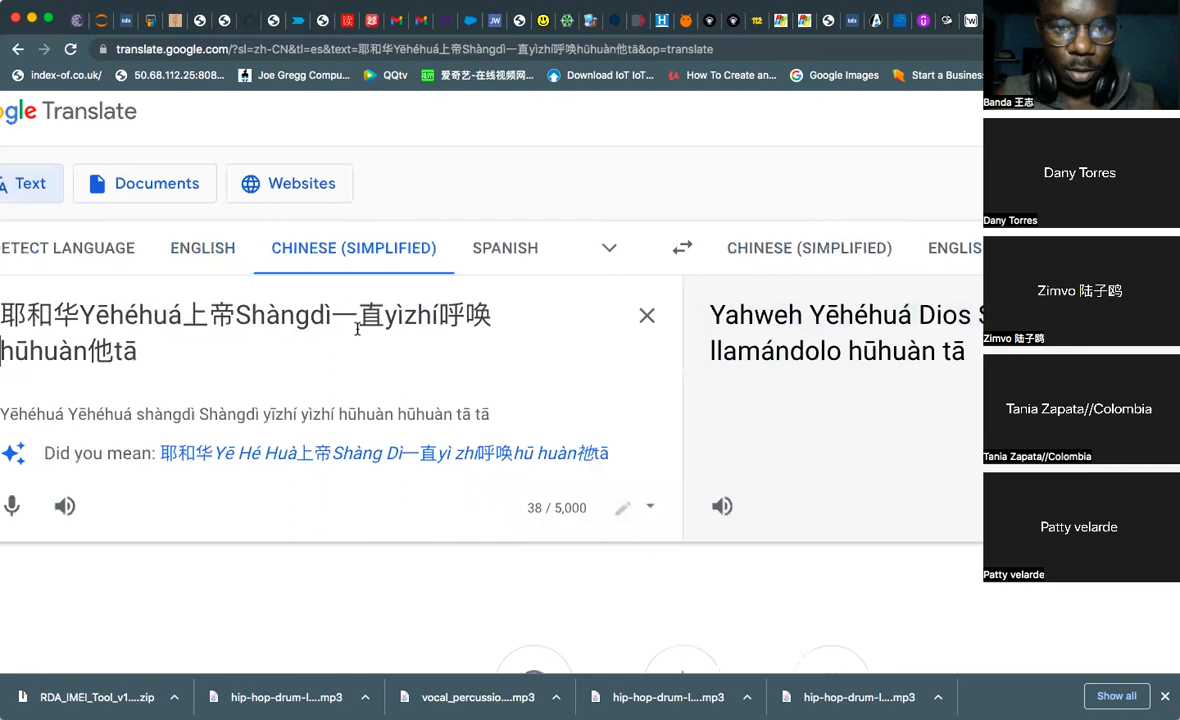 translate.google.com/?sl=zh-CN&tl=es&text=耶和华Yēhéhuá上帝Shàngdì一直yìzhí呼唤hūhuàn他tā&op=translate
index-of.co.uk/ 50.68.112.25:808... Joe Gregg Compu... QQtv 爱奇艺-在线视频网... Download IoT IoT... How To Create an... Google Images Start a Busines
Banda 王志
ogle Translate
Text Documents Websites
ETECT LANGUAGE ENGLISH CHINESE (SIMPLIFIED) SPANISH CHINESE (SIMPLIFIED) ENGLIS
耶和华Yēhéhuá上帝Shàngdì一直yìzhí呼唤
hūhuàn他tā
Yahweh Yēhéhuá Dios S
llamándolo hūhuàn tā
Yēhéhuá Yēhéhuá shàngdì Shàngdì yīzhí yìzhí hūhuàn hūhuàn tā tā
Did you mean: 耶和华Yē Hé Huà上帝Shàng Dì一直yì zhí呼唤hū huàn祂tā
38 / 5,000
Dany Torres
Dany Torres
Zimvo 陆子鸥
Zimvo 陆子鸥
Tania Zapata//Colombia
Tania Zapata//Colombia
Patty velarde
Patty velarde
RDA_IMEI_Tool_v1....zip hip-hop-drum-l....mp3 vocal_percussio....mp3 hip-hop-drum-l....mp3 hip-hop-drum-l....mp3 Show all